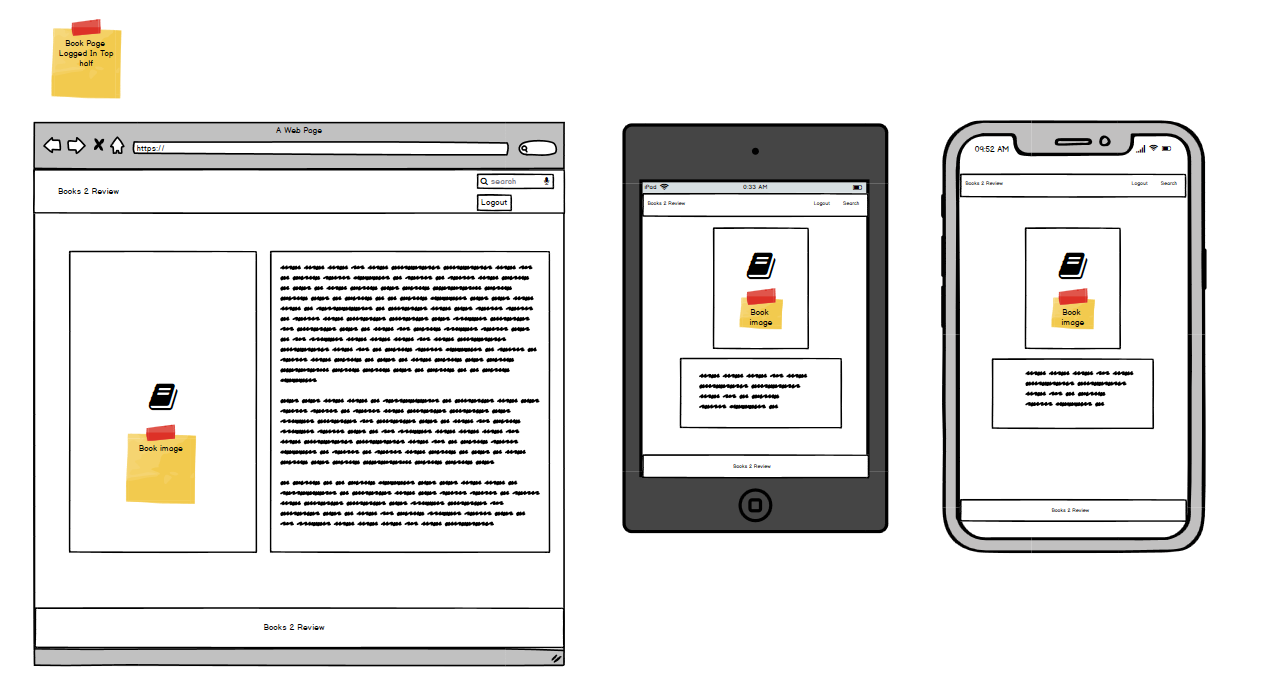 Book Page
Logged In Top
half
A Web Page
https://
Books 2 Review
search
Logout
Book image
Books 2 Review
iPad
0:33 AM
Books 2 Review
Logout
Search
Book
image
Books 2 Review
09:52 AM
Books 2 Review
Logout
Search
Book
image
Books 2 Review